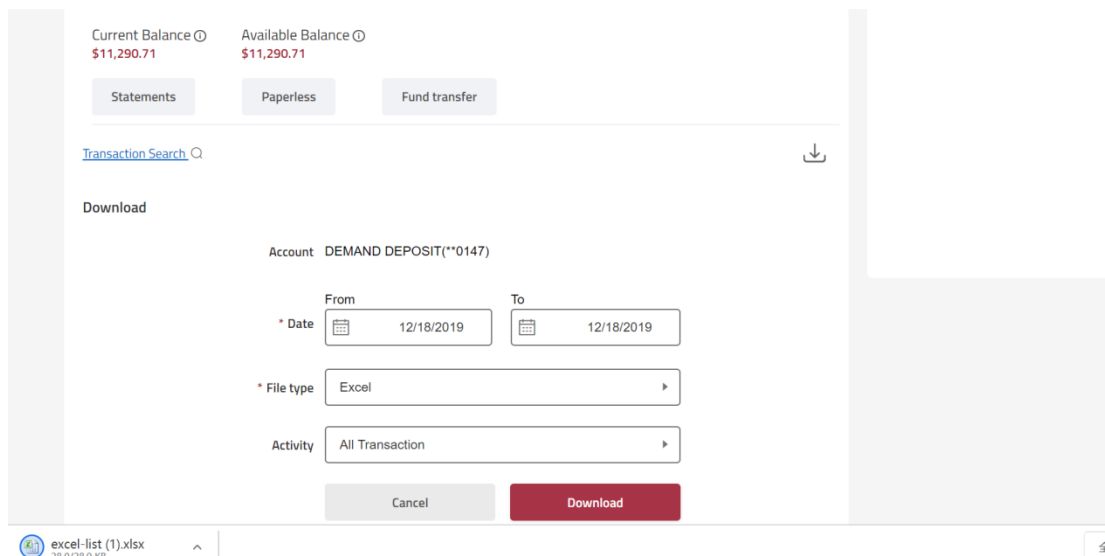 Current Balance Available Balance
$11,290.71 $11,290.71
Statements Paperless Fund transfer
Transaction Search
Download
Account DEMAND DEPOSIT(**0147)
From To
* Date 12/18/2019 12/18/2019
* File type Excel
Activity All Transaction
Cancel Download
excel-list (1).xlsx